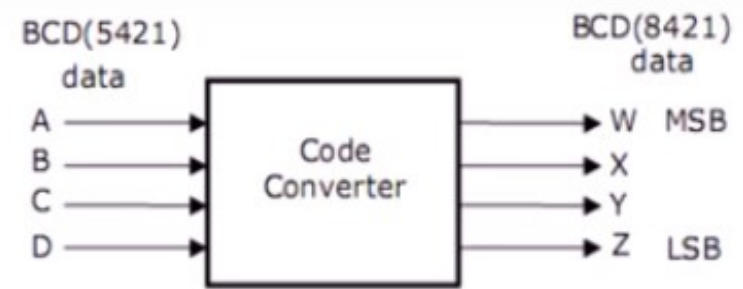 BCD(5421)
data
BCD(8421)
data
A
B
C
D
Code
Converter
W MSB
X
Y
Z LSB